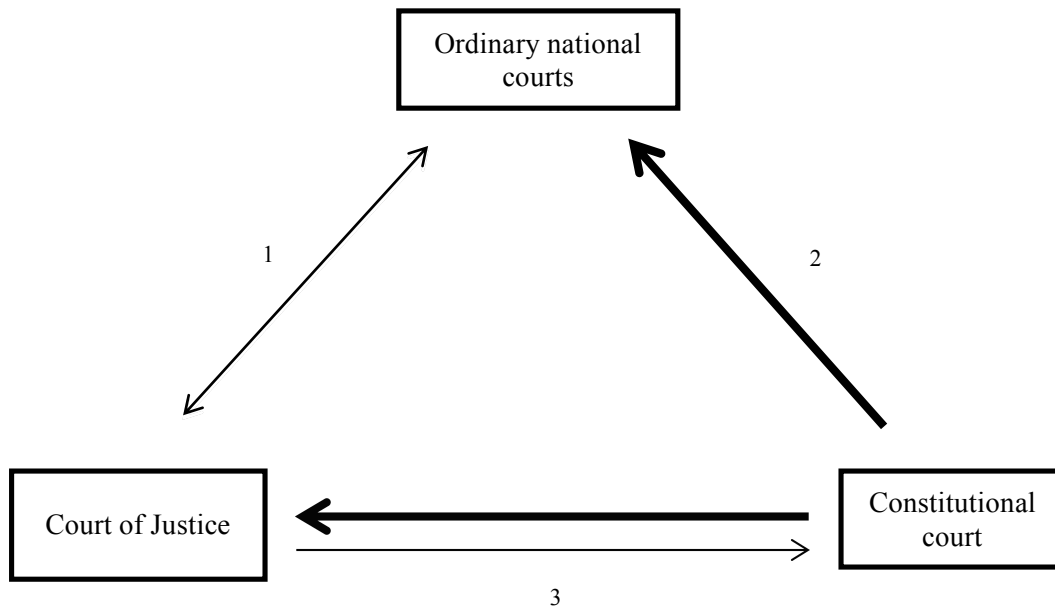 Ordinary national
courts
1
2
Court of Justice
Constitutional
court
3